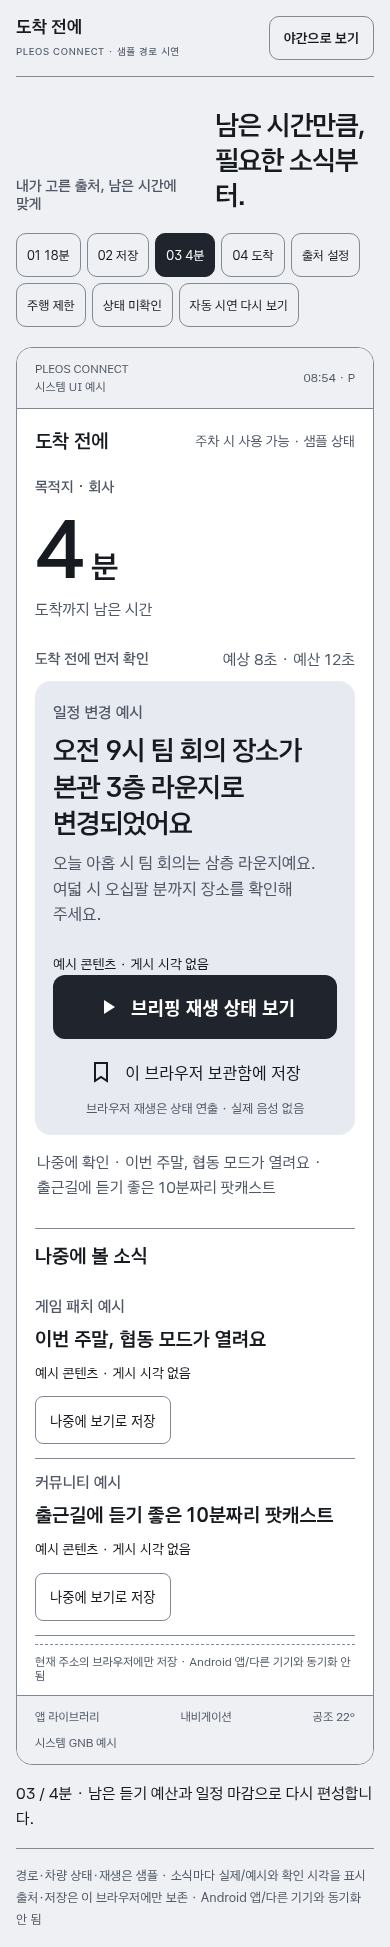 도착 전에
PLEOS CONNECT · 샘플 경로 시연
야간으로 보기
내가 고른 출처, 남은 시간에
맞게
남은 시간만큼,
필요한 소식부
터.
01 18분
02 저장
03 4분
04 도착
출처 설정
주행 제한
상태 미확인
자동 시연 다시 보기
PLEOS CONNECT
시스템 UI 예시
08:54 · P
도착 전에
주차 시 사용 가능 · 샘플 상태
목적지 · 회사
4분
도착까지 남은 시간
도착 전에 먼저 확인
예상 8초 · 예산 12초
일정 변경 예시
오전 9시 팀 회의 장소가
본관 3층 라운지로
변경되었어요
오늘 아홉 시 팀 회의는 삼층 라운지예요.
여덟 시 오십팔 분까지 장소를 확인해
주세요.
예시 콘텐츠 · 게시 시각 없음
브리핑 재생 상태 보기
이 브라우저 보관함에 저장
브라우저 재생은 상태 연출 · 실제 음성 없음
나중에 확인 · 이번 주말, 협동 모드가 열려요 ·
출근길에 듣기 좋은 10분짜리 팟캐스트
나중에 볼 소식
게임 패치 예시
이번 주말, 협동 모드가 열려요
예시 콘텐츠 · 게시 시각 없음
나중에 보기로 저장
커뮤니티 예시
출근길에 듣기 좋은 10분짜리 팟캐스트
예시 콘텐츠 · 게시 시각 없음
나중에 보기로 저장
현재 주소의 브라우저에만 저장 · Android 앱/다른 기기와 동기화 안
됨
앱 라이브러리
내비게이션
공조 22°
시스템 GNB 예시
03 / 4분 · 남은 듣기 예산과 일정 마감으로 다시 편성합니
다.
경로·차량 상태·재생은 샘플 · 소식마다 실제/예시와 확인 시각을 표시
출처·저장은 이 브라우저에만 보존 · Android 앱/다른 기기와 동기화
안 됨